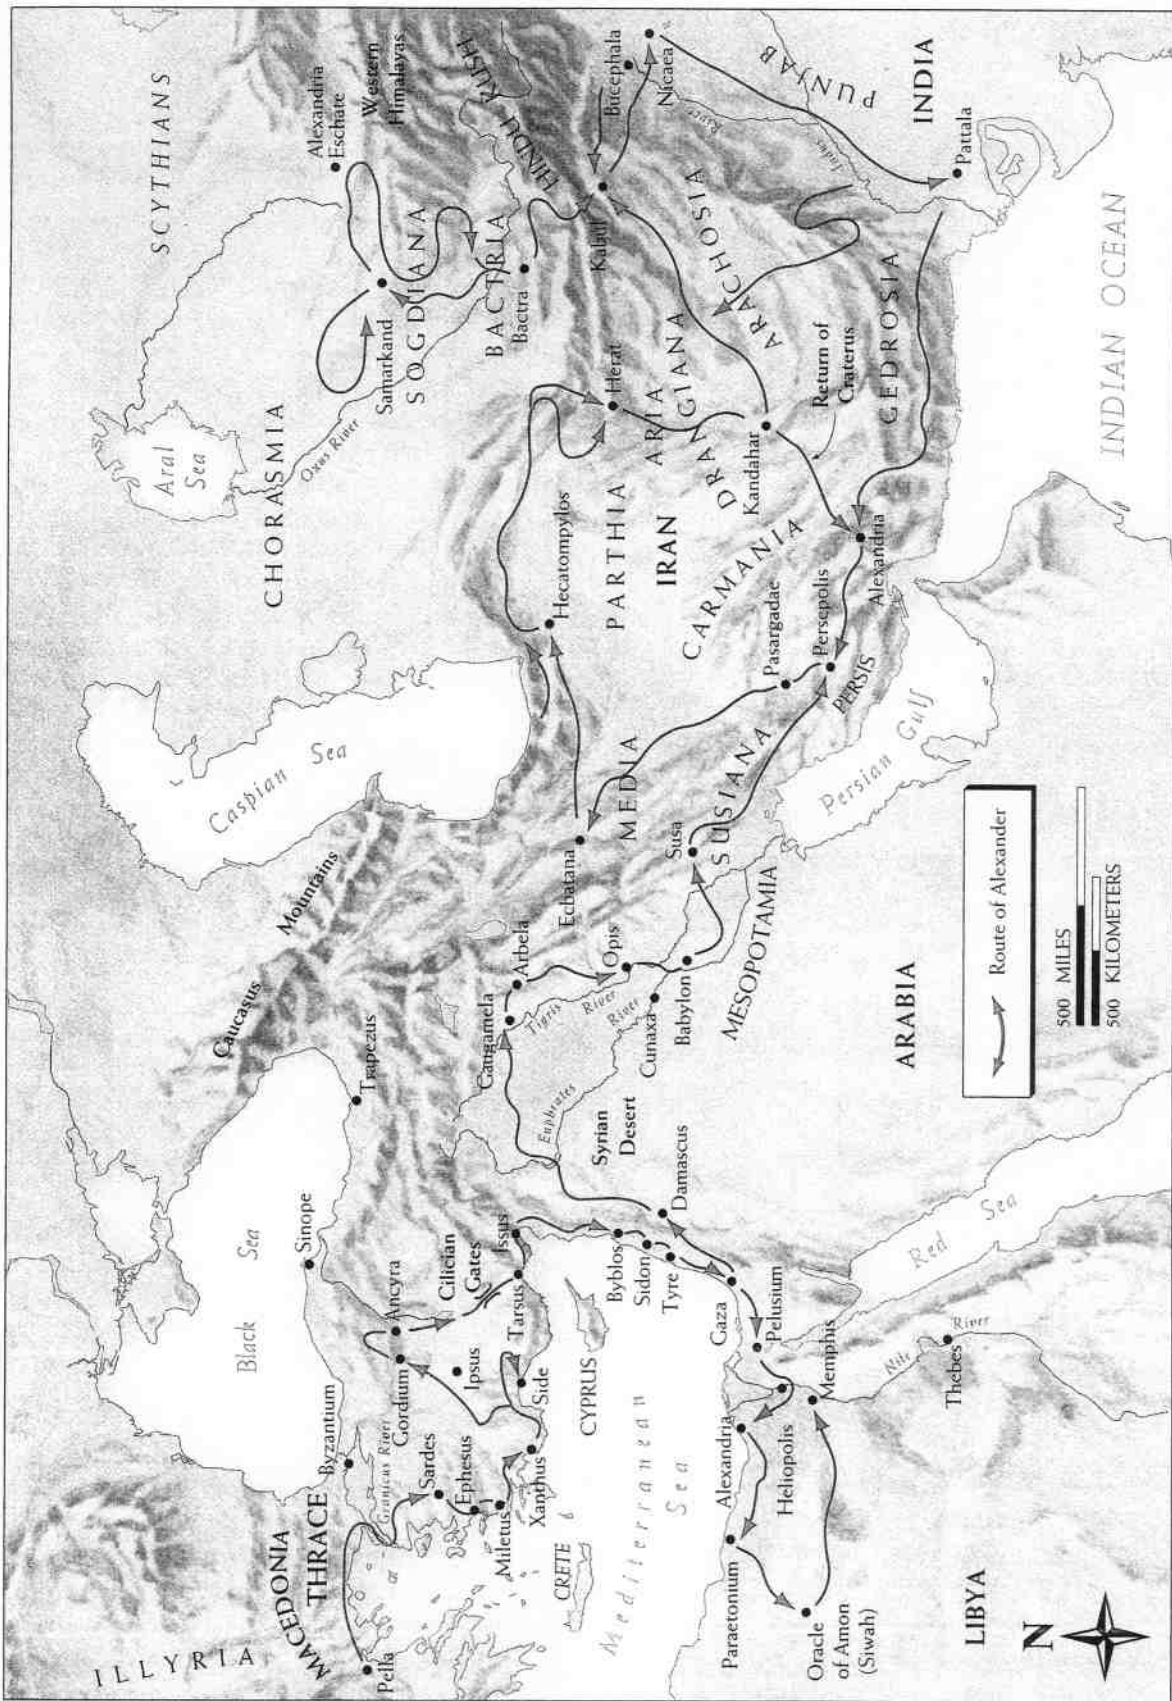 ILLYRIA
MACEDONIA
THRACE
Pella
Byzantium
Granicus River
Sardes
Ephesus
Miletus
Xanthus
Side
Gordium
Ipsus
Ancyra
Cilician
Gates
Tarsus
Issus
Sinope
Trapezus
Black Sea
Caucasus
Mountains
Caspian Sea
Aral
Sea
CHORASMIA
Oxus River
SCYTHIANS
Alexandria
Eschate
Western
Himalayas
HINDU KUSH
Samarkand
SOGDIANA
BACTRIA
Bactra
Kabul
Bucephala
Nicaea
PUNJAB
INDIA
Indus River
Pattala
ARACHOSIA
GEDROSIA
Return of
Craterus
Herat
ARIA
DRANGIANA
Kandahar
PARTHIA
IRAN
CARMANIA
Hecatompylos
Pasargadae
Persepolis
PERSIS
Alexandria
MEDIA
Ecbatana
SUSIANA
Susa
Persian Gulf
INDIAN OCEAN
Arbela
Gaugamela
Tigris River
Opis
Cunaxa
Babylon
MESOPOTAMIA
Euphrates River
Syrian
Desert
Damascus
Byblos
Sidon
Tyre
Gaza
Pelusium
CYPRUS
CRETE
Mediterranean
Sea
Alexandria
Heliopolis
Memphis
Paraetonium
Oracle
of Amon
(Siwah)
Thebes
Nile River
Red Sea
ARABIA
LIBYA
N
Route of Alexander
500 MILES
500 KILOMETERS